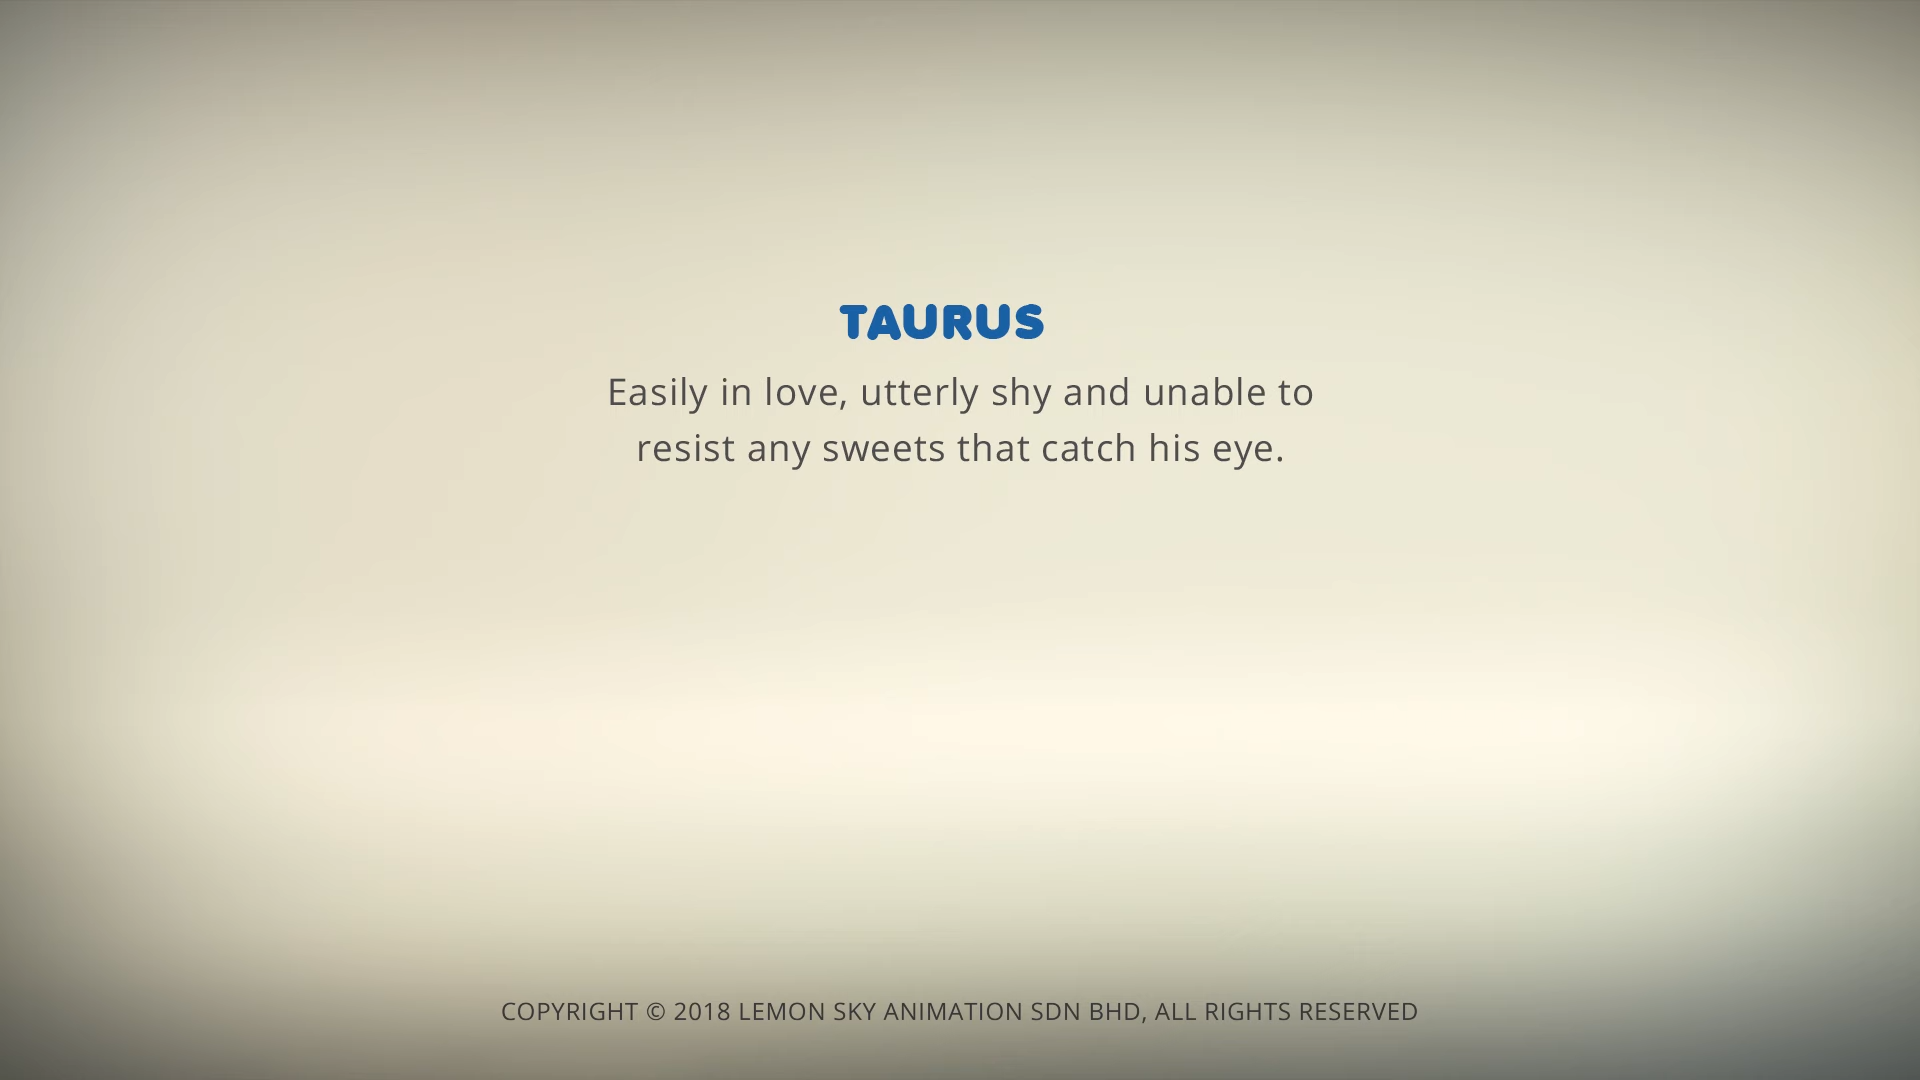 TAURUS
Easily in love, utterly shy and unable to
resist any sweets that catch his eye.
COPYRIGHT © 2018 LEMON SKY ANIMATION SDN BHD, ALL RIGHTS RESERVED